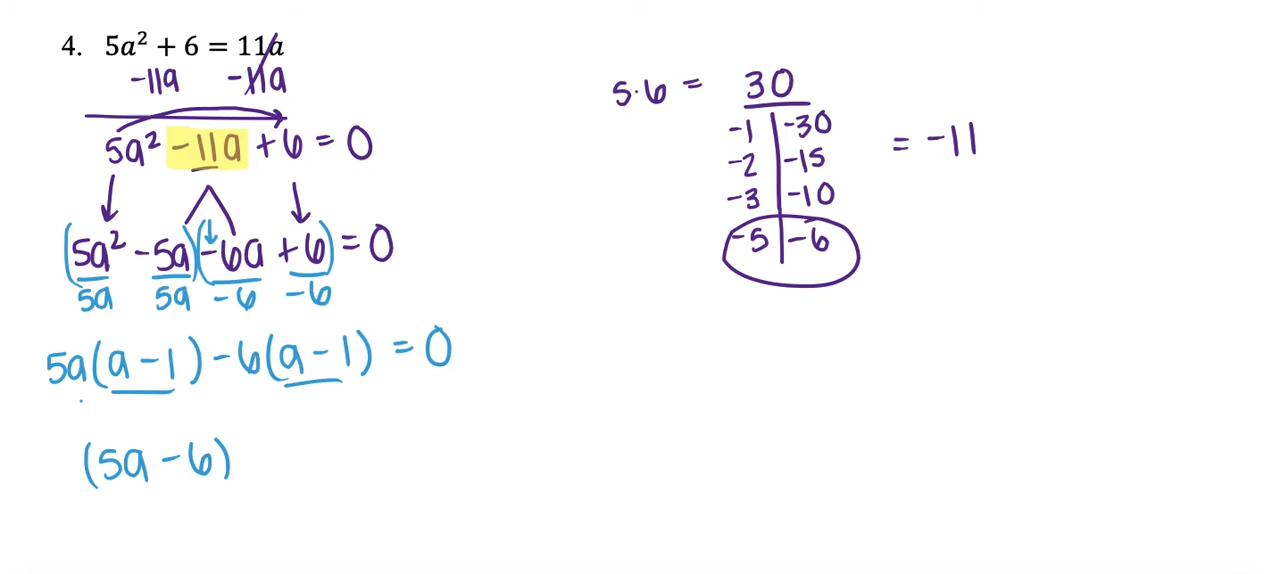 4. 5a² + 6 = 11a
-11a -11a
5a² -11a +6 = 0
(5a² -5a)(-6a +6) = 0
5a 5a -6 -6
5a(a-1) -6(a-1) = 0
(5a-6)
5·6 = 30
-1 | -30
-2 | -15
-3 | -10
-5 | -6
= -11